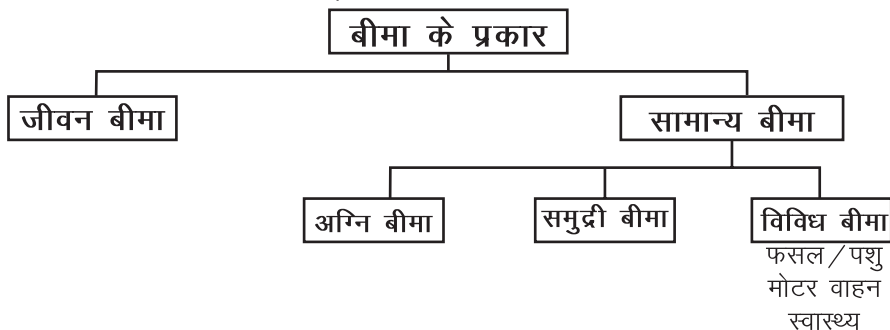 बीमा के प्रकार
जीवन बीमा
सामान्य बीमा
अग्नि बीमा
समुद्री बीमा
विविध बीमा
फसल/पशु
मोटर वाहन
स्वास्थ्य